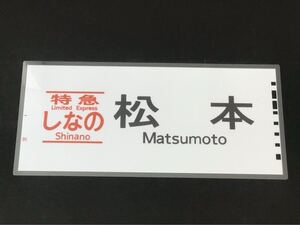 特急
Limited Express
しなの
Shinano
松本
Matsumoto